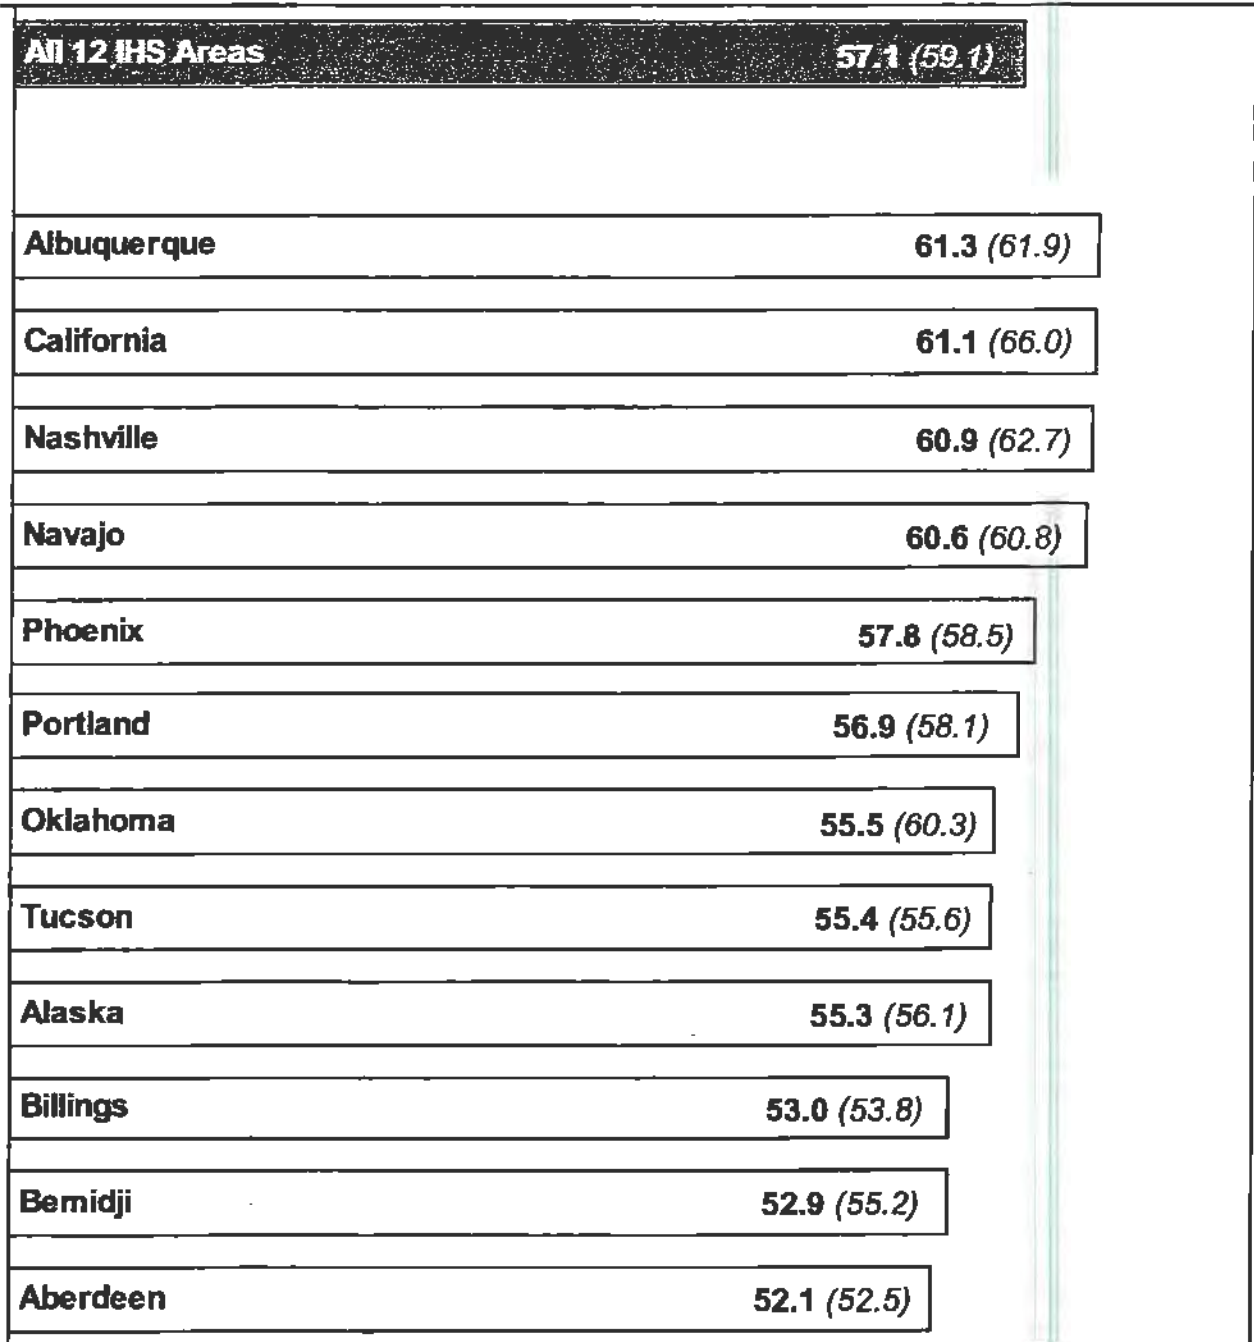 All 12 IHS Areas 57.1 (59.1)
Albuquerque 61.3 (61.9)
California 61.1 (66.0)
Nashville 60.9 (62.7)
Navajo 60.6 (60.8)
Phoenix 57.8 (58.5)
Portland 56.9 (58.1)
Oklahoma 55.5 (60.3)
Tucson 55.4 (55.6)
Alaska 55.3 (56.1)
Billings 53.0 (53.8)
Bemidji 52.9 (55.2)
Aberdeen 52.1 (52.5)